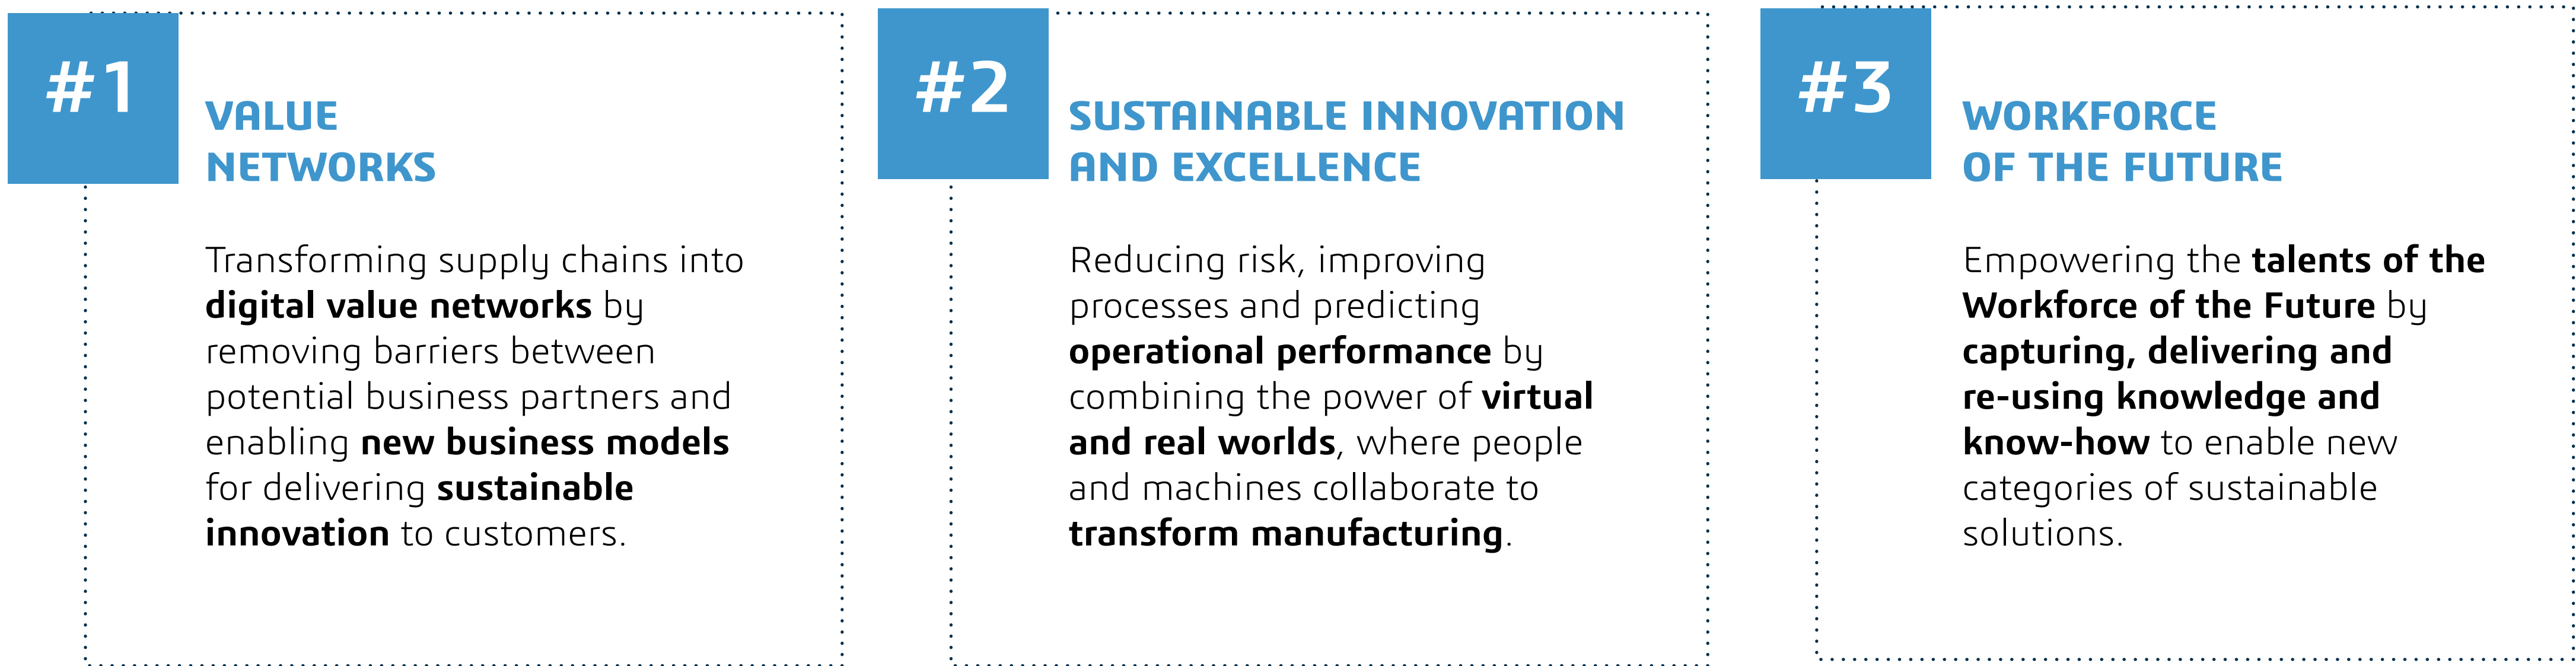 #1
VALUE
NETWORKS
Transforming supply chains into
digital value networks by
removing barriers between
potential business partners and
enabling new business models
for delivering sustainable
innovation to customers.
#2
SUSTAINABLE INNOVATION
AND EXCELLENCE
Reducing risk, improving
processes and predicting
operational performance by
combining the power of virtual
and real worlds, where people
and machines collaborate to
transform manufacturing.
#3
WORKFORCE
OF THE FUTURE
Empowering the talents of the
Workforce of the Future by
capturing, delivering and
re-using knowledge and
know-how to enable new
categories of sustainable
solutions.